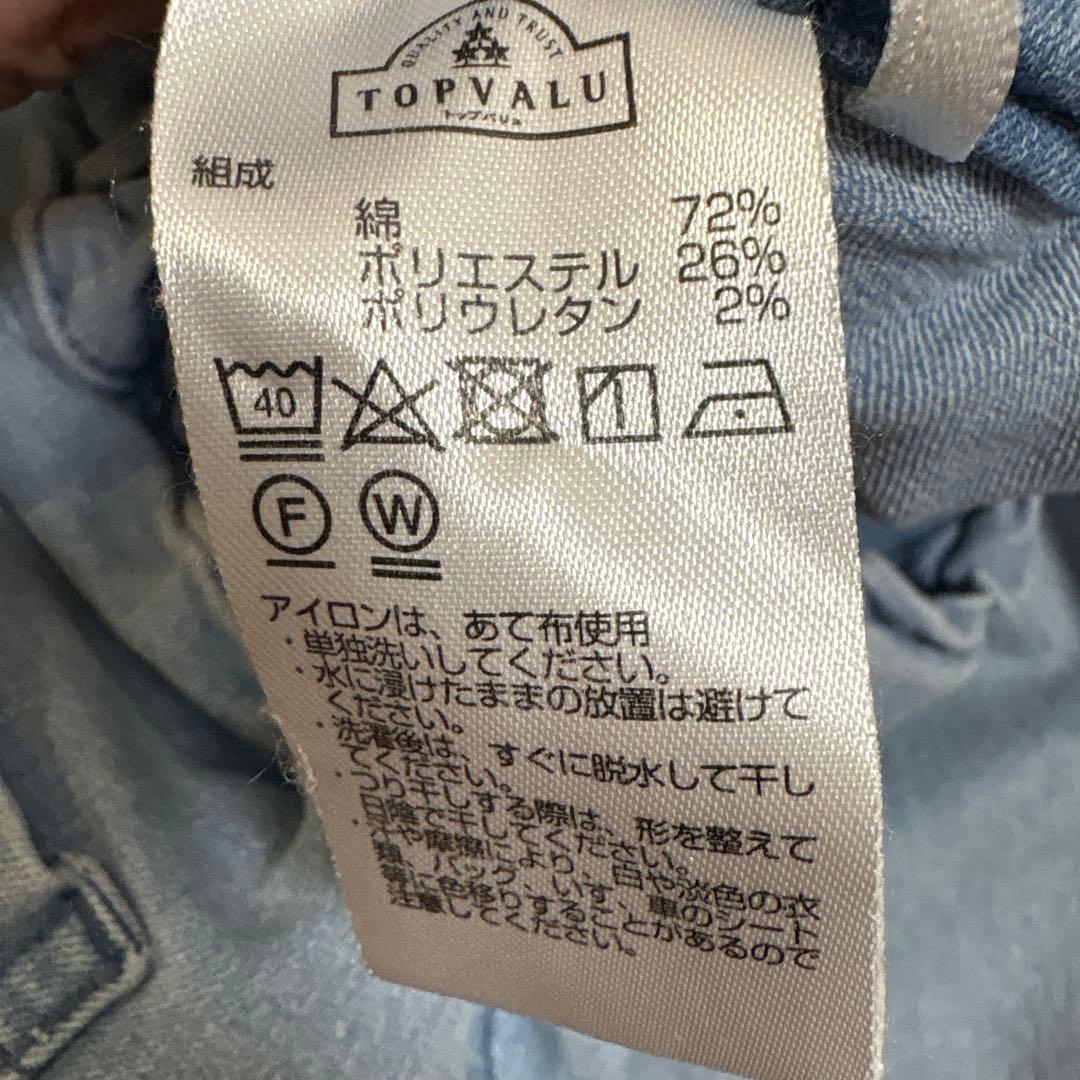 QUALITY AND TRUST
TOPVALU
トップバリュ
組成
綿 72%
ポリエステル 26%
ポリウレタン 2%
40
F W
アイロンは、あて布使用
・単独洗いしてください。
・水に浸けたままの放置は避けて
ください。
・洗濯後は、すぐに脱水して干し
てください。
・つり干しする際は、形を整えて
日陰で干してください。
・汗や摩擦により、白や淡色の衣
類、バッグ、いす、車のシート
等に色移りすることがあるので
注意してください。